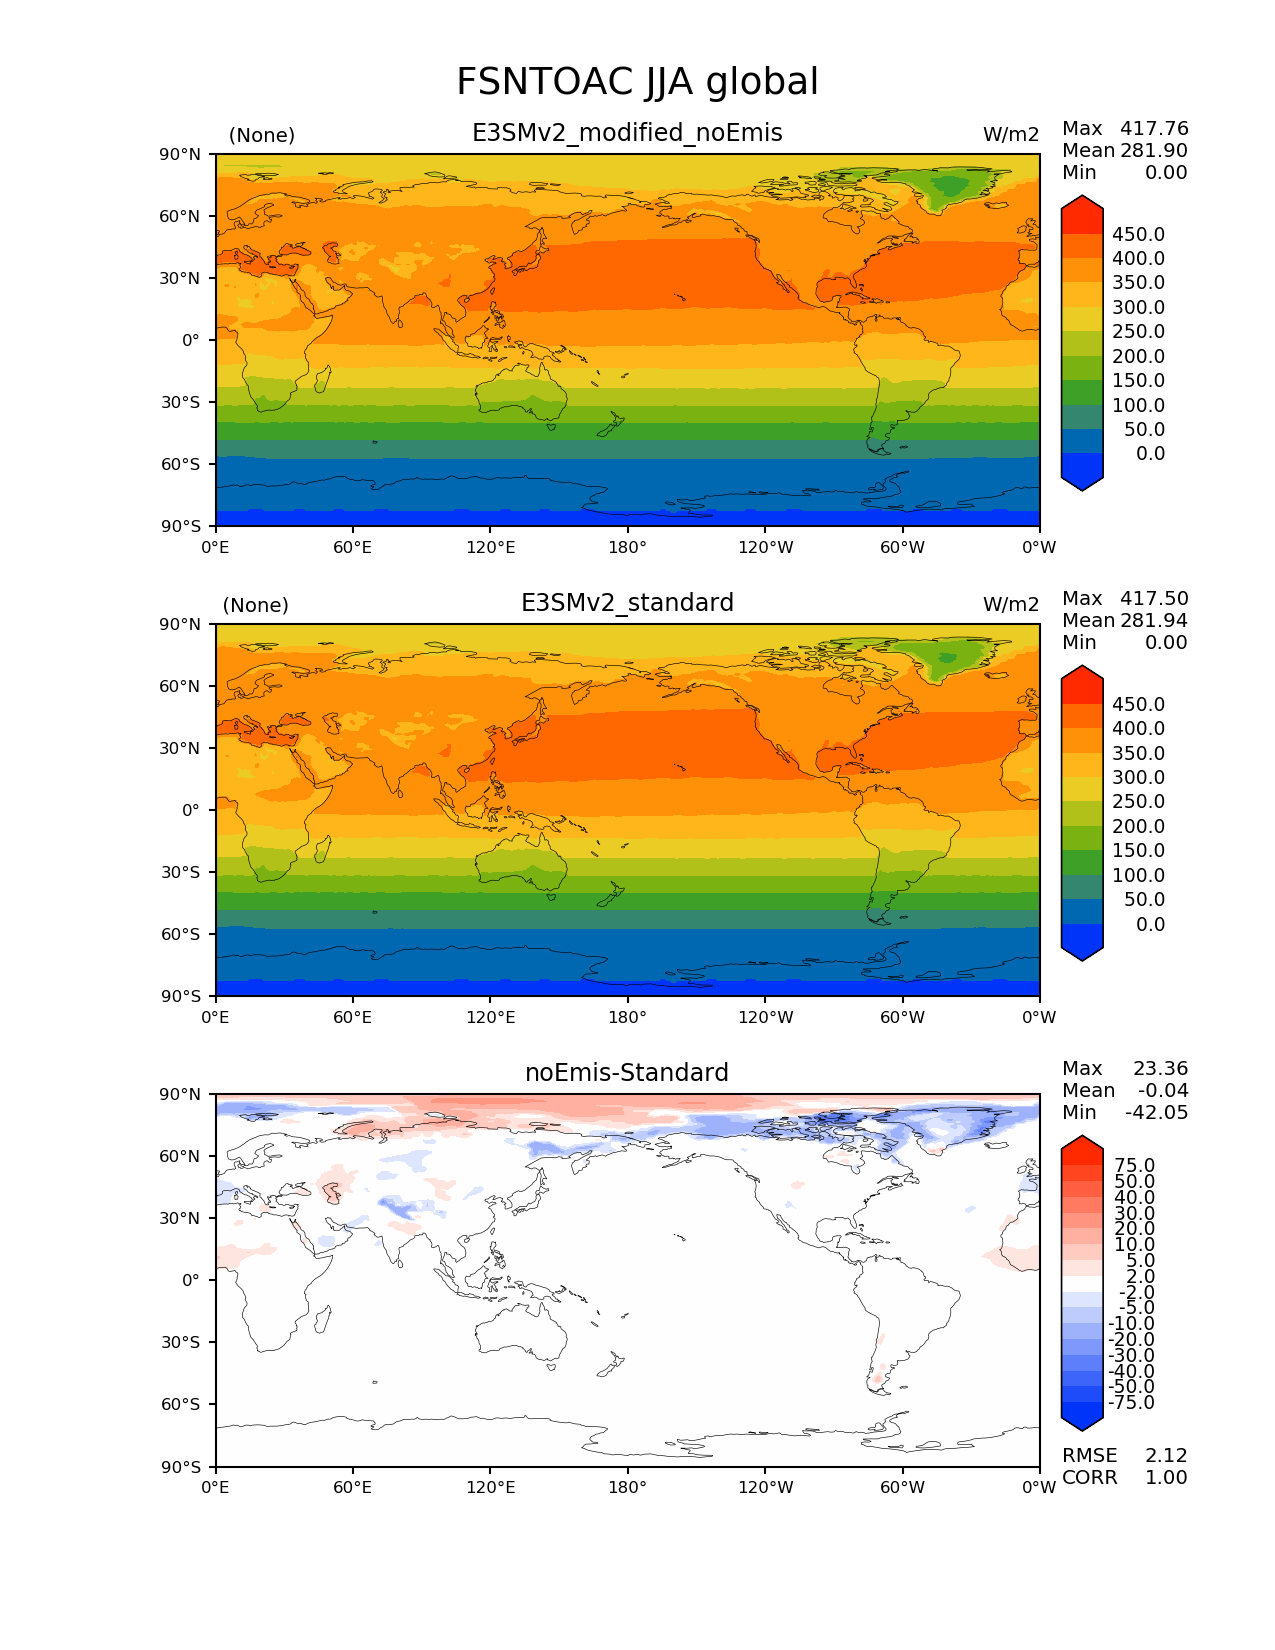 FSNTOAC JJA global
(None) E3SMv2_modified_noEmis W/m2
Max 417.76
Mean 281.90
Min 0.00
90°N
60°N
30°N
0°
30°S
60°S
90°S
0°E 60°E 120°E 180° 120°W 60°W 0°W
450.0
400.0
350.0
300.0
250.0
200.0
150.0
100.0
50.0
0.0
(None) E3SMv2_standard W/m2
Max 417.50
Mean 281.94
Min 0.00
90°N
60°N
30°N
0°
30°S
60°S
90°S
0°E 60°E 120°E 180° 120°W 60°W 0°W
450.0
400.0
350.0
300.0
250.0
200.0
150.0
100.0
50.0
0.0
noEmis-Standard
Max 23.36
Mean -0.04
Min -42.05
90°N
60°N
30°N
0°
30°S
60°S
90°S
0°E 60°E 120°E 180° 120°W 60°W 0°W
75.0
50.0
40.0
30.0
20.0
10.0
5.0
2.0
-2.0
-5.0
-10.0
-20.0
-30.0
-40.0
-50.0
-75.0
RMSE 2.12
CORR 1.00